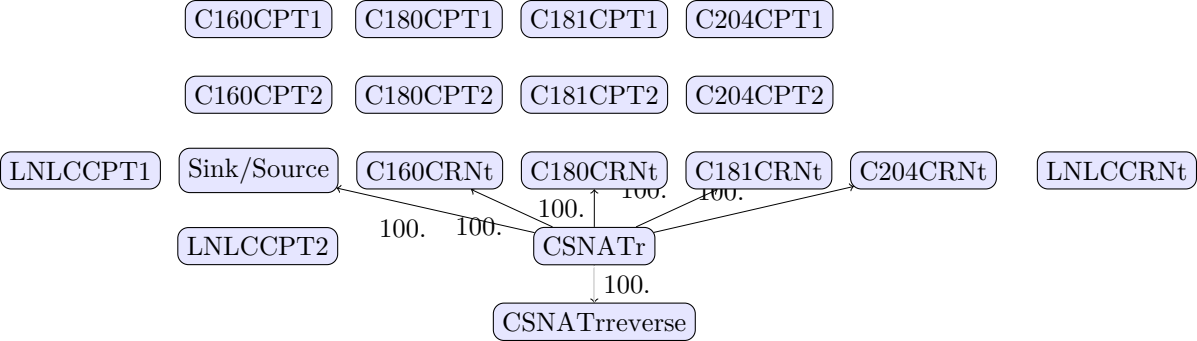 C160CPT1 C180CPT1 C181CPT1 C204CPT1
C160CPT2 C180CPT2 C181CPT2 C204CPT2
LNLCCPT1 Sink/Source C160CRNt C180CRNt C181CRNt C204CRNt LNLCCRNt
100. 100.
100.
100. 100.
LNLCCPT2 CSNATr
100.
CSNATrreverse